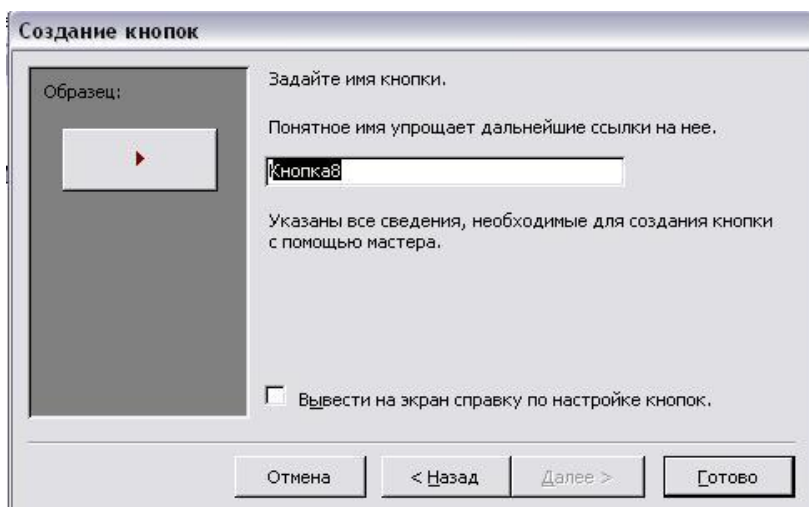 Создание кнопок
Образец:
Задайте имя кнопки.
Понятное имя упрощает дальнейшие ссылки на нее.
Кнопка8
Указаны все сведения, необходимые для создания кнопки
с помощью мастера.
Вывести на экран справку по настройке кнопок.
Отмена
< Назад
Далее >
Готово